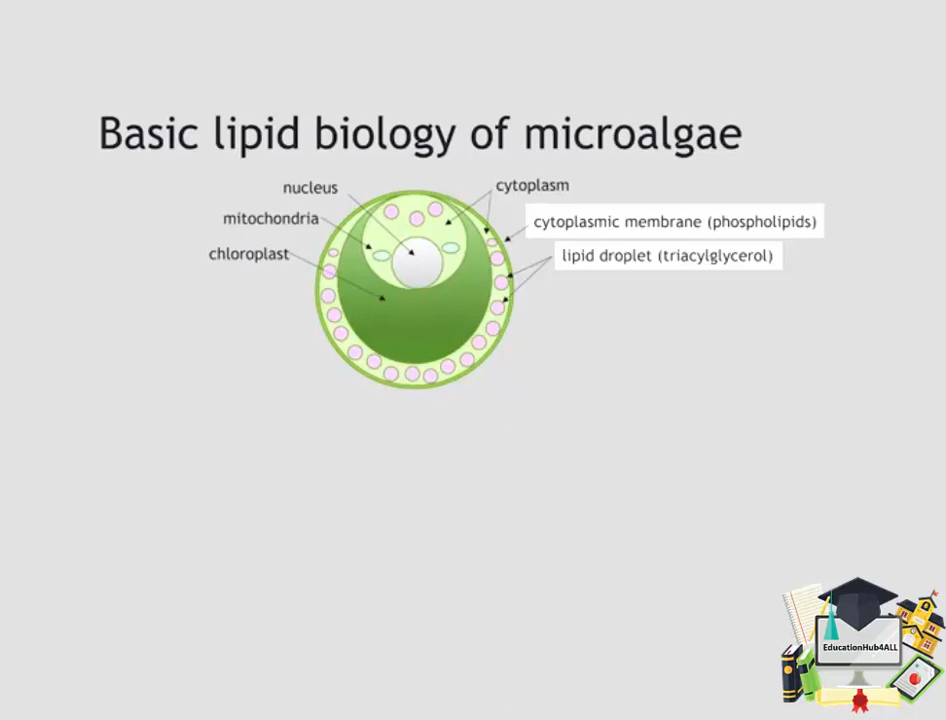 Basic lipid biology of microalgae
nucleus
cytoplasm
mitochondria
cytoplasmic membrane (phospholipids)
chloroplast
lipid droplet (triacylglycerol)
EducationHub4ALL